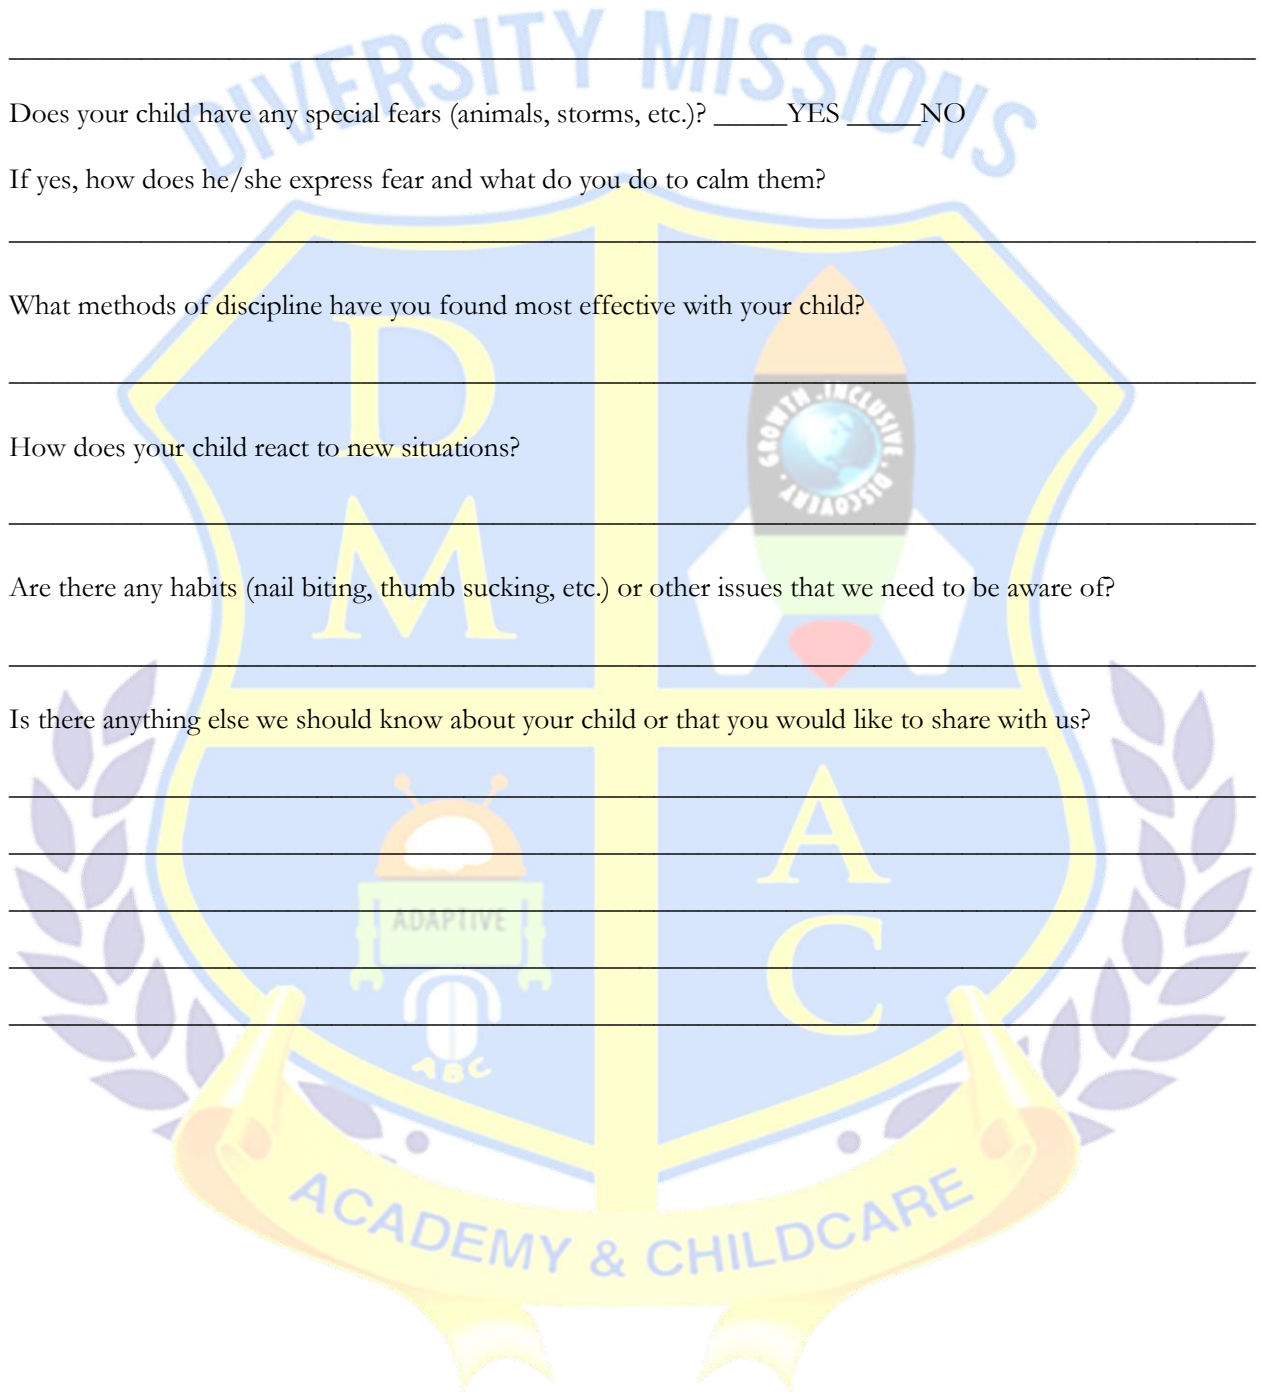 DIVERSITY MISSIONS
Does your child have any special fears (animals, storms, etc.)? _____YES _____NO
If yes, how does he/she express fear and what do you do to calm them?
What methods of discipline have you found most effective with your child?
D
GROWTH . INCLUSIVE . DISCOVERY .
How does your child react to new situations?
M
Are there any habits (nail biting, thumb sucking, etc.) or other issues that we need to be aware of?
Is there anything else we should know about your child or that you would like to share with us?
A
ADAPTIVE
C
ABC
ACADEMY & CHILDCARE